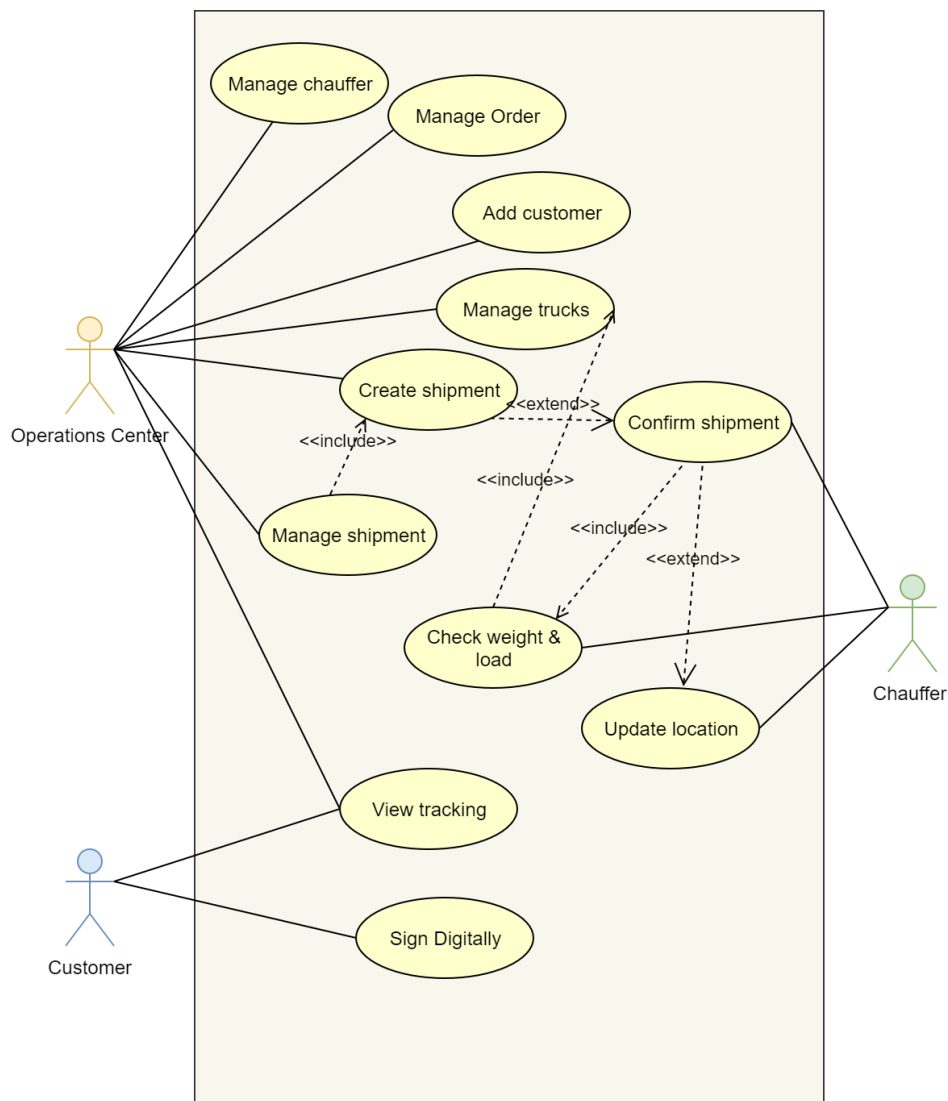 Manage chauffer
Manage Order
Add customer
Manage trucks
Create shipment
<<extend>>
Confirm shipment
Operations Center
<<include>>
<<include>>
Manage shipment
<<include>>
<<extend>>
Check weight &
load
Chauffer
Update location
View tracking
Sign Digitally
Customer